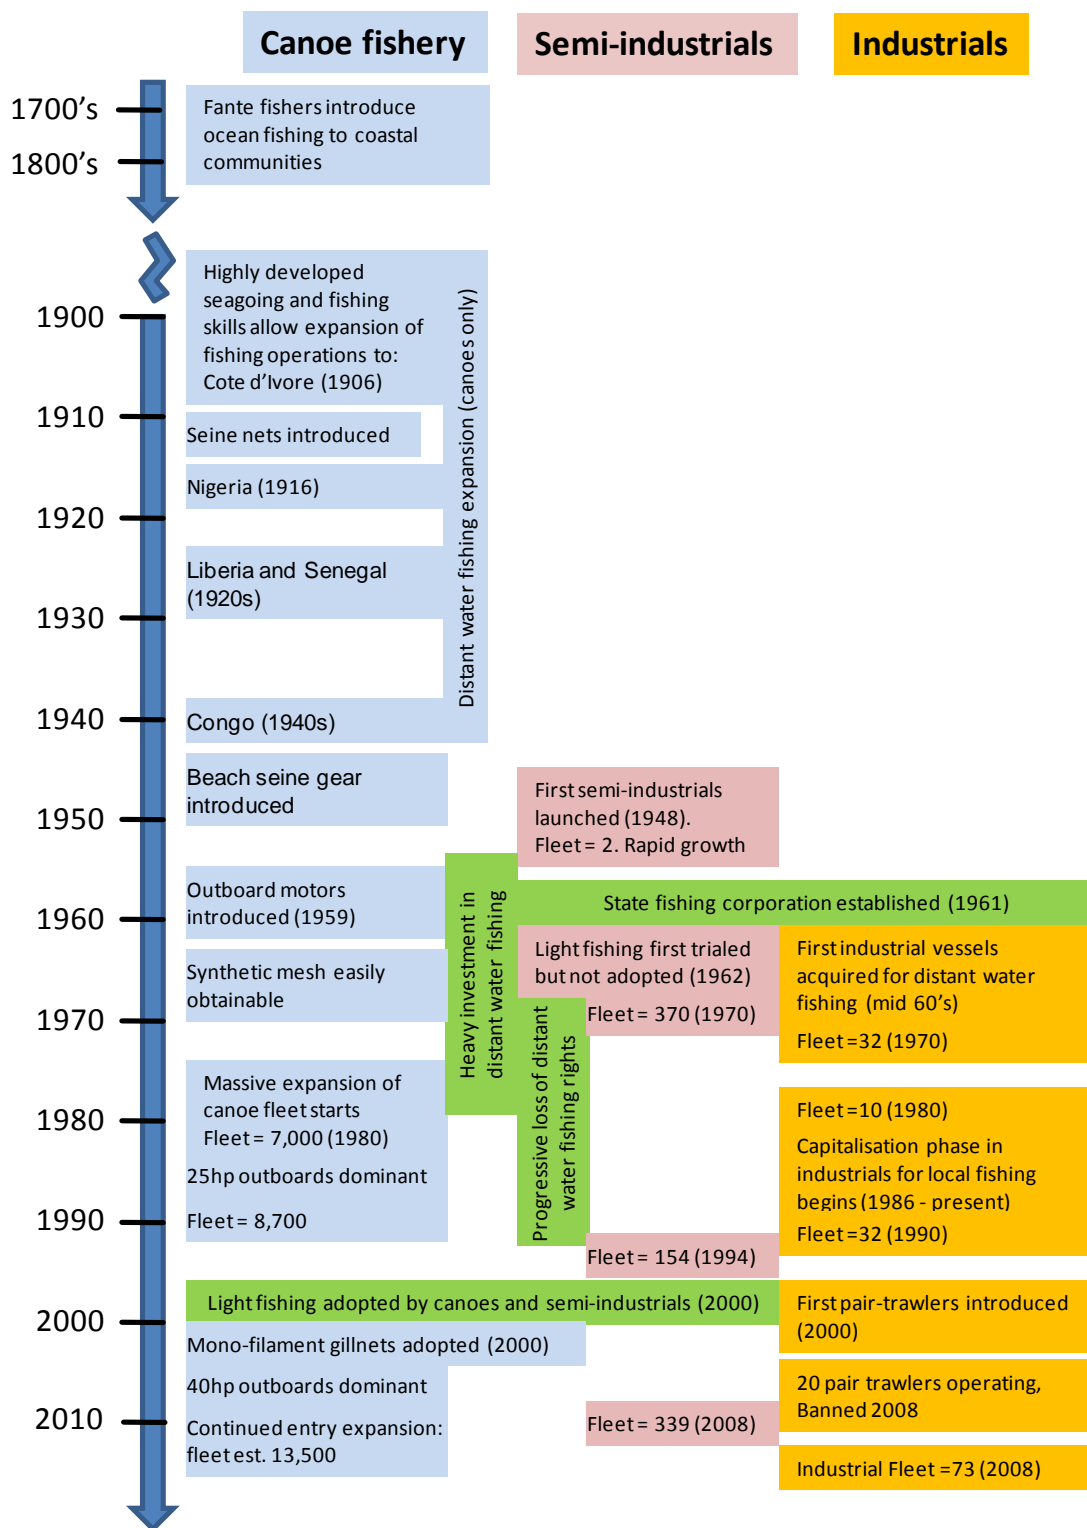 Canoe fishery
Semi-industrials
Industrials
1700's
1800's
Fante fishers introduce
ocean fishing to coastal
communities
Highly developed
seagoing and fishing
skills allow expansion of
fishing operations to:
Cote d'Ivore (1906)
Distant water fishing expansion (canoes only)
1900
1910
Seine nets introduced
Nigeria (1916)
1920
Liberia and Senegal
(1920s)
1930
1940
Congo (1940s)
Beach seine gear
introduced
1950
First semi-industrials
launched (1948).
Fleet = 2. Rapid growth
Outboard motors
introduced (1959)
1960
Heavy investment in
distant water fishing
State fishing corporation established (1961)
Synthetic mesh easily
obtainable
Light fishing first trialed
but not adopted (1962)
Fleet = 370 (1970)
First industrial vessels
acquired for distant water
fishing (mid 60's)
Fleet =32 (1970)
1970
Progressive loss of distant
water fishing rights
Massive expansion of
canoe fleet starts
Fleet = 7,000 (1980)
1980
25hp outboards dominant
Fleet = 8,700
Fleet=10 (1980)
Capitalisation phase in
industrials for local fishing
begins (1986 - present)
Fleet=32 (1990)
1990
Fleet = 154 (1994)
Light fishing adopted by canoes and semi-industrials (2000)
First pair-trawlers introduced
(2000)
2000
Mono-filament gillnets adopted (2000)
40hp outboards dominant
Continued entry expansion:
fleet est. 13,500
20 pair trawlers operating,
Banned 2008
2010
Fleet = 339 (2008)
Industrial Fleet =73 (2008)